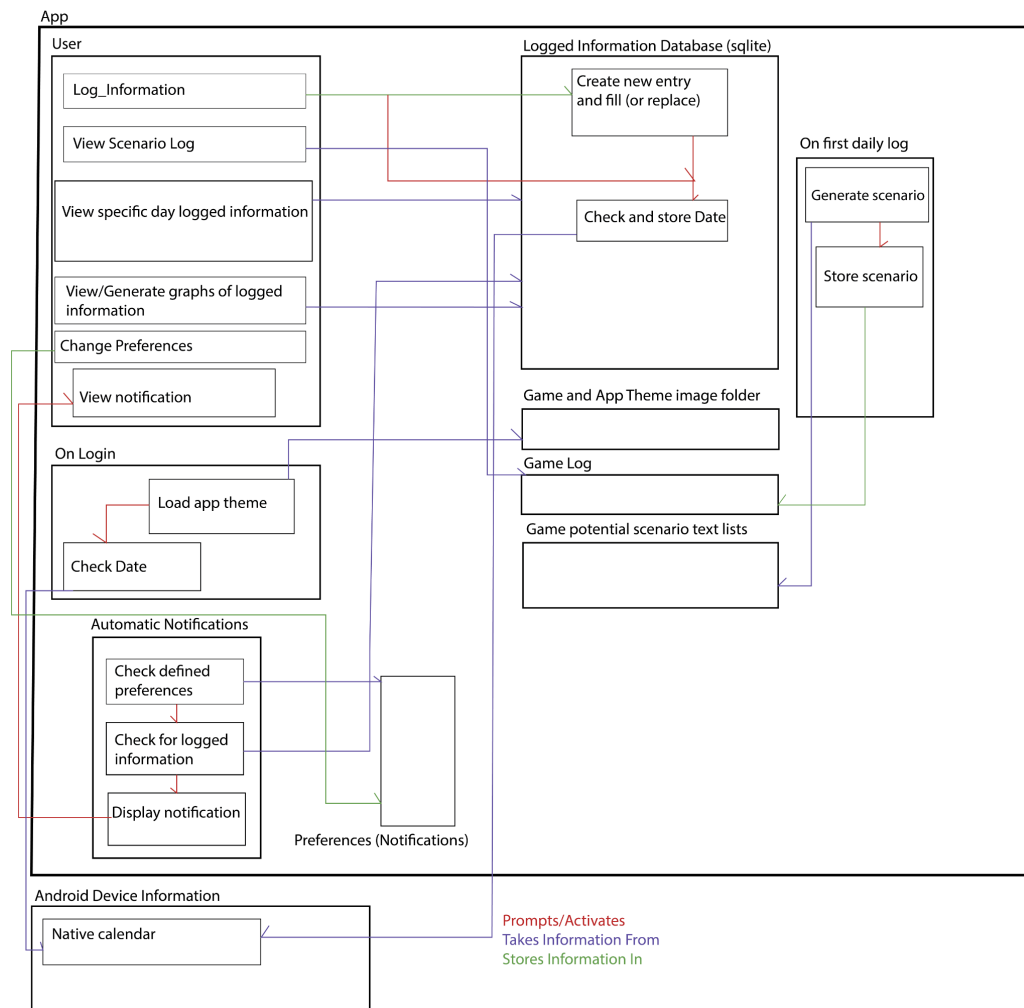 App
User
Log_Information
View Scenario Log
View specific day logged information
View/Generate graphs of logged
information
Change Preferences
View notification
On Login
Load app theme
Check Date
Automatic Notifications
Check defined
preferences
Check for logged
information
Display notification
Preferences (Notifications)
Logged Information Database (sqlite)
Create new entry
and fill (or replace)
Check and store Date
On first daily log
Generate scenario
Store scenario
Game and App Theme image folder
Game Log
Game potential scenario text lists
Android Device Information
Native calendar
Prompts/Activates
Takes Information From
Stores Information In